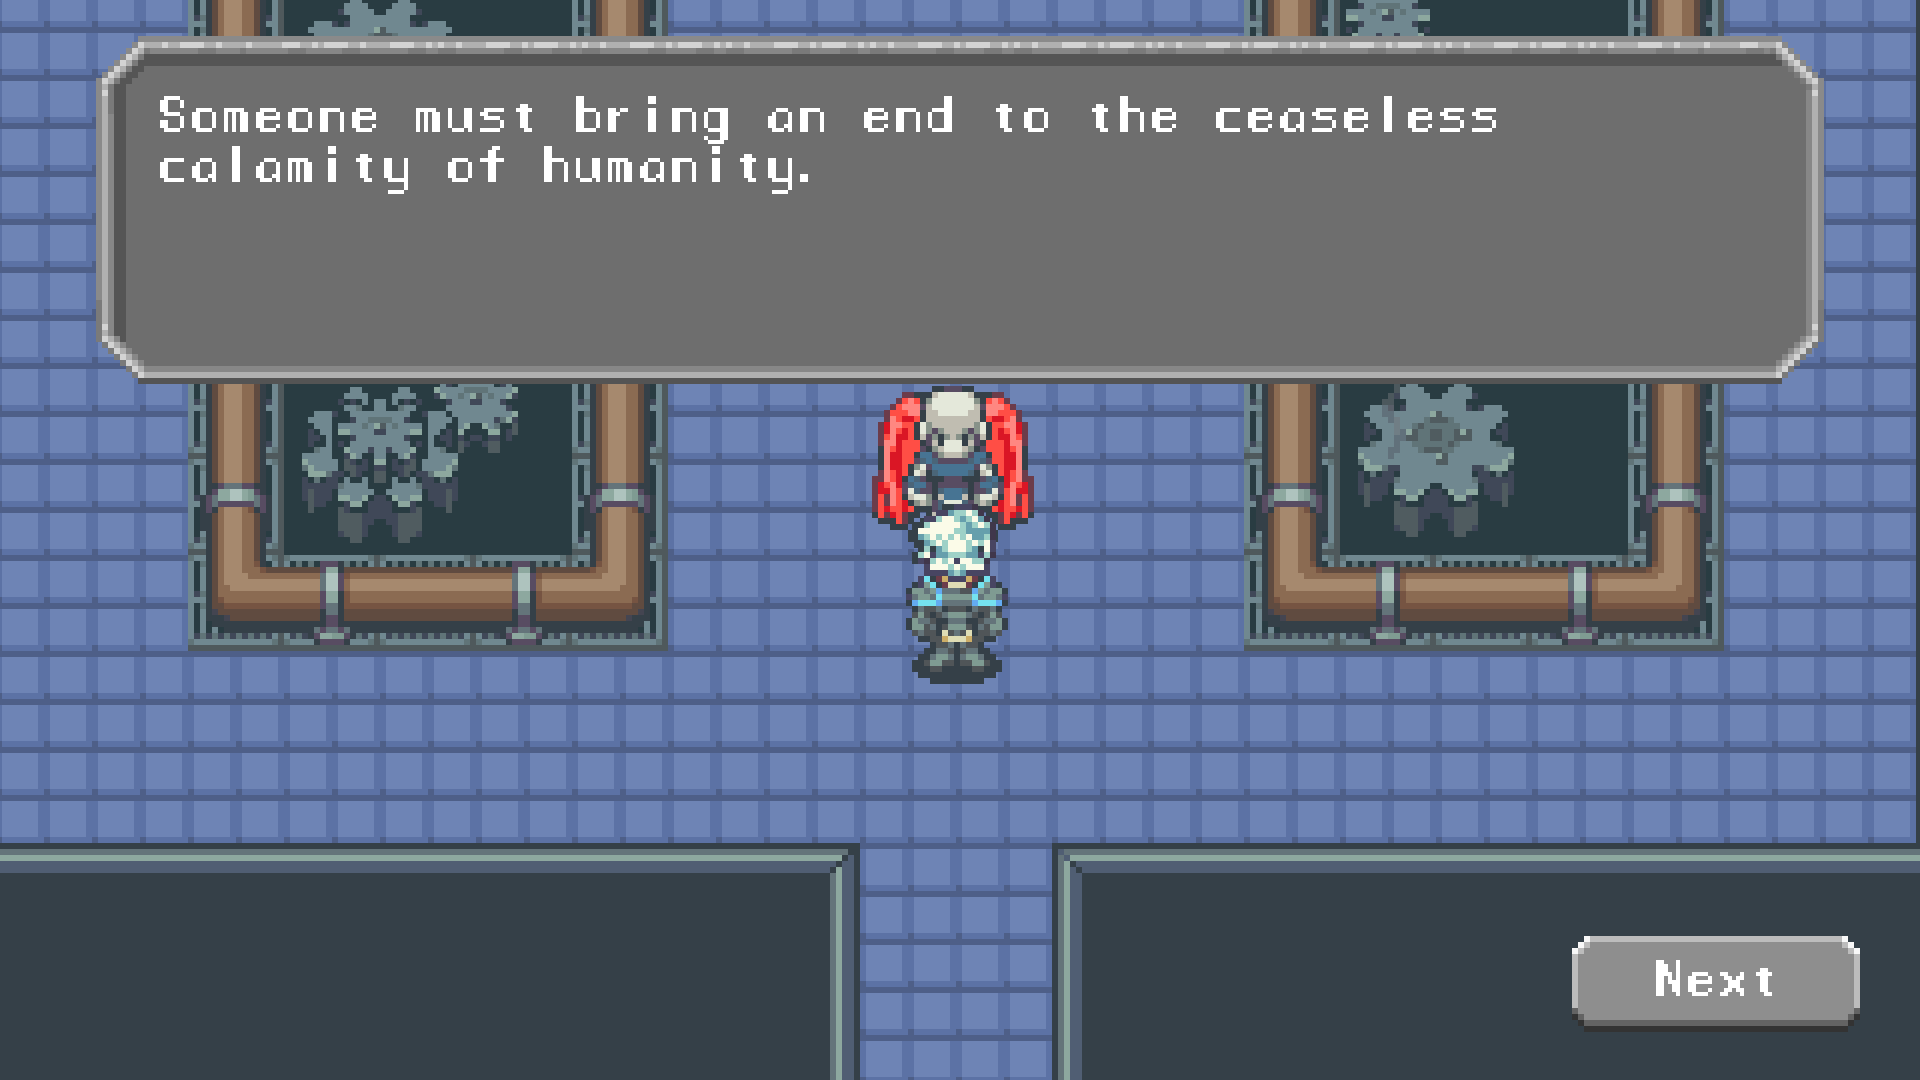 Someone must bring an end to the ceaseless
calamity of humanity.
Next